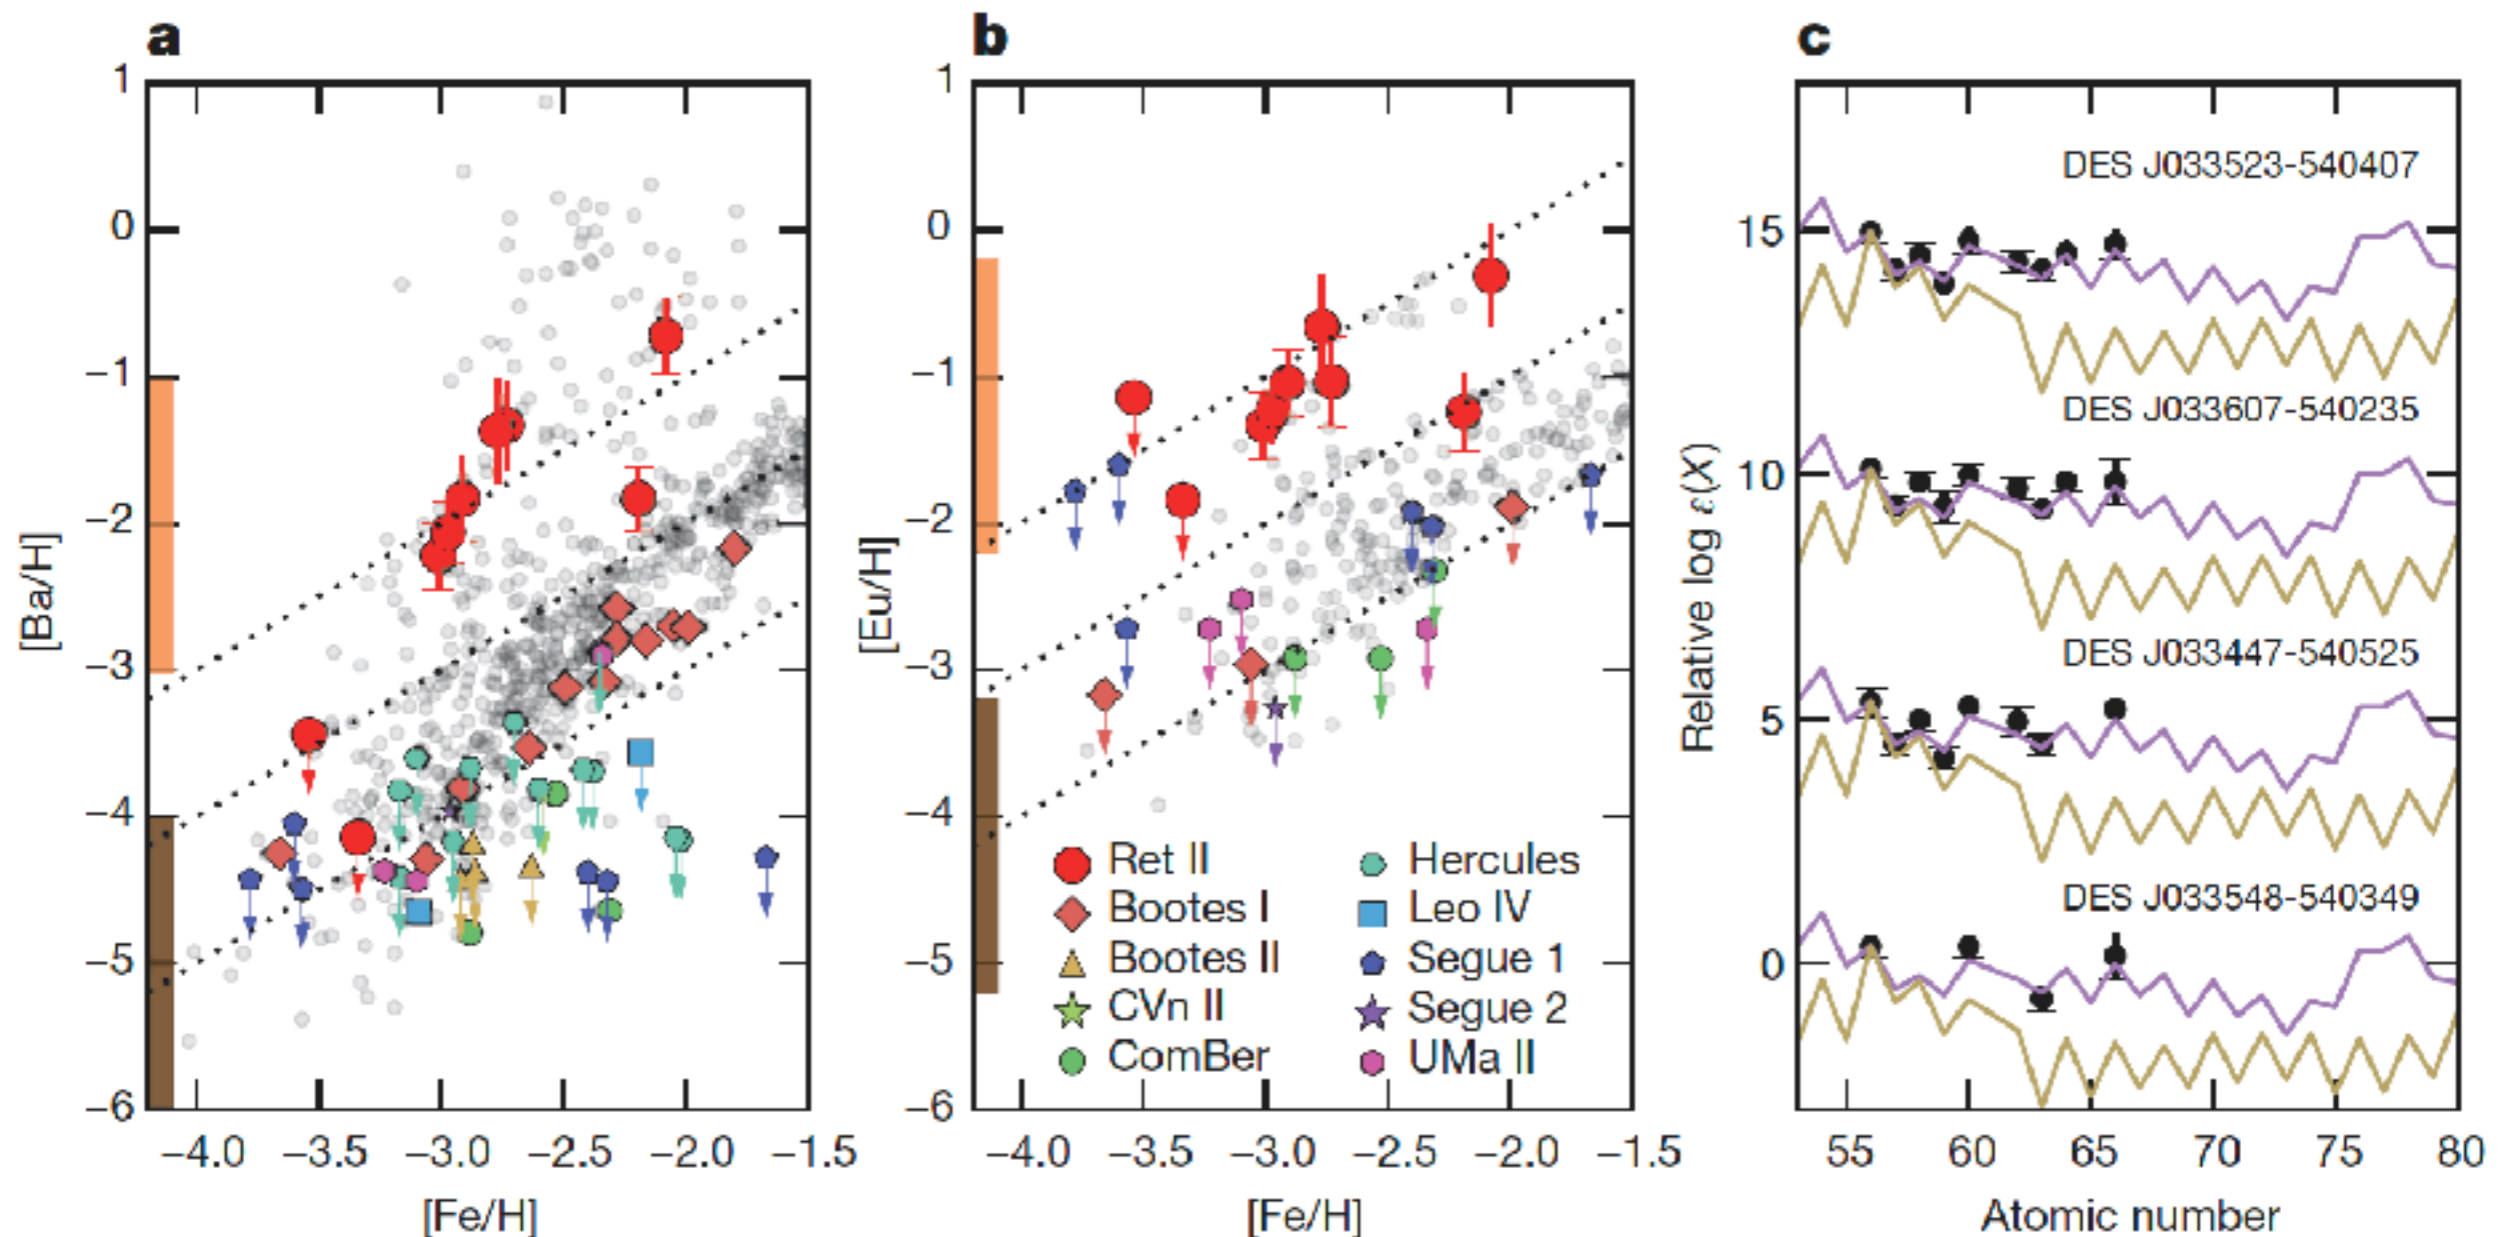 a
b
c
1
0
−1
−2
−3
−4
−5
−6
[Ba/H]
−4.0 −3.5 −3.0 −2.5 −2.0 −1.5
[Fe/H]
1
0
−1
−2
−3
−4
−5
−6
[Eu/H]
Ret II
Bootes I
Bootes II
CVn II
ComBer
Hercules
Leo IV
Segue 1
Segue 2
UMa II
−4.0 −3.5 −3.0 −2.5 −2.0 −1.5
[Fe/H]
15
10
5
0
Relative log ε(X)
DES J033523-540407
DES J033607-540235
DES J033447-540525
DES J033548-540349
55 60 65 70 75 80
Atomic number